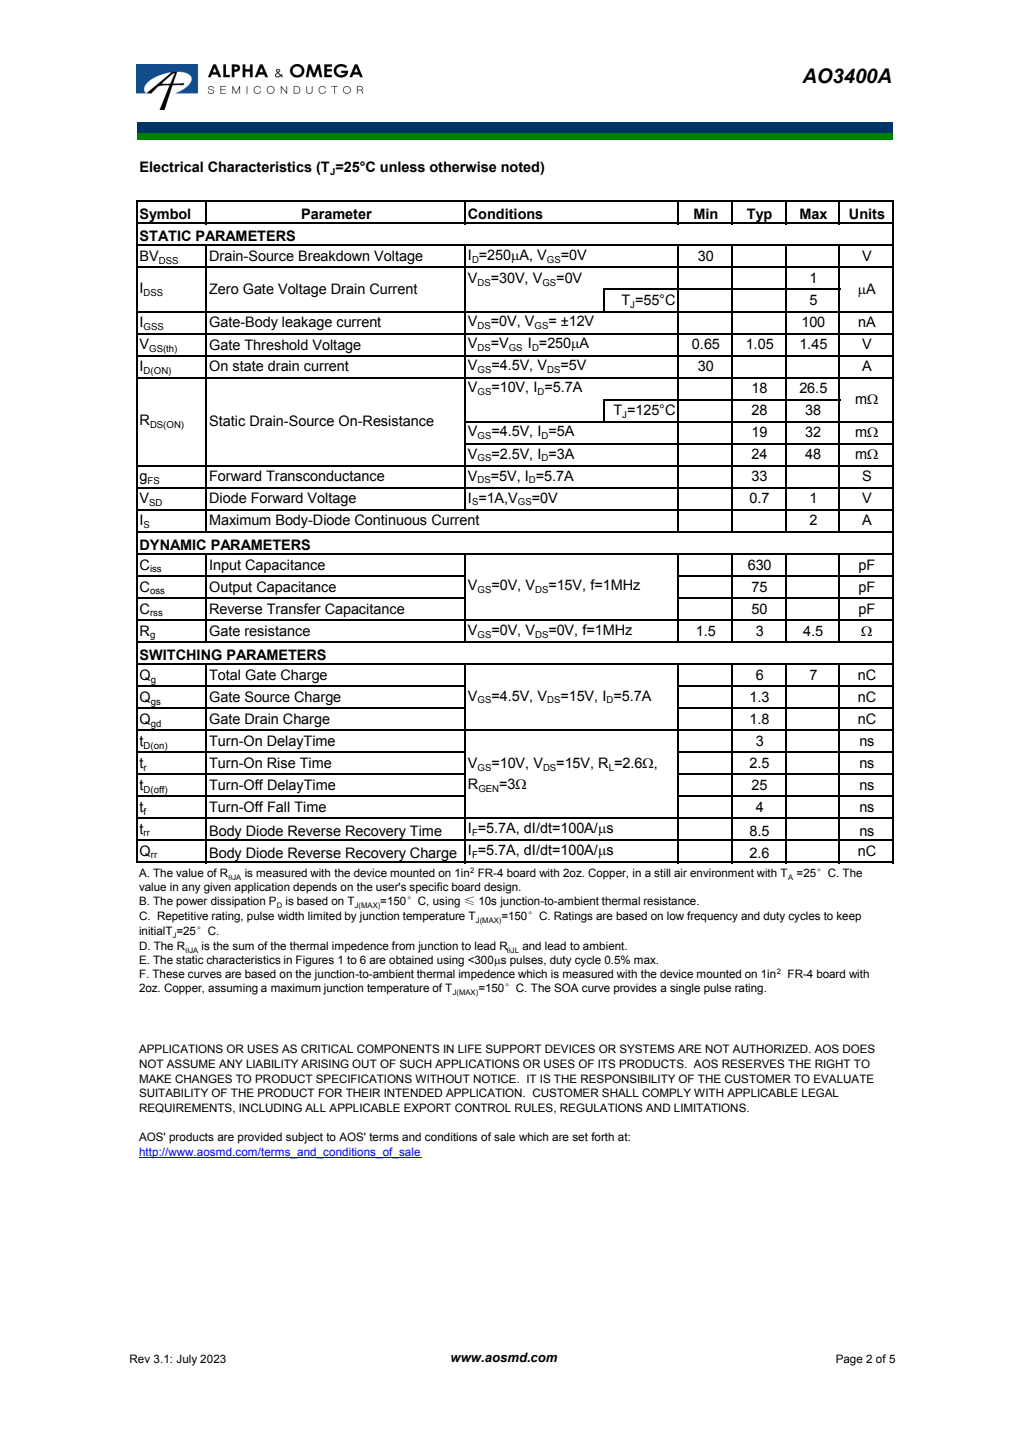 ALPHA & OMEGA
SEMICONDUCTOR
AO3400A
Electrical Characteristics (TJ=25°C unless otherwise noted)
Symbol Parameter Conditions Min Typ Max Units
STATIC PARAMETERS
BVDSS Drain-Source Breakdown Voltage ID=250μA, VGS=0V 30 V
IDSS Zero Gate Voltage Drain Current VDS=30V, VGS=0V 1 μA
TJ=55°C 5
IGSS Gate-Body leakage current VDS=0V, VGS= ±12V 100 nA
VGS(th) Gate Threshold Voltage VDS=VGS ID=250μA 0.65 1.05 1.45 V
ID(ON) On state drain current VGS=4.5V, VDS=5V 30 A
RDS(ON) Static Drain-Source On-Resistance VGS=10V, ID=5.7A 18 26.5 mΩ
TJ=125°C 28 38
VGS=4.5V, ID=5A 19 32 mΩ
VGS=2.5V, ID=3A 24 48 mΩ
gFS Forward Transconductance VDS=5V, ID=5.7A 33 S
VSD Diode Forward Voltage IS=1A,VGS=0V 0.7 1 V
IS Maximum Body-Diode Continuous Current 2 A
DYNAMIC PARAMETERS
Ciss Input Capacitance 630 pF
Coss Output Capacitance VGS=0V, VDS=15V, f=1MHz 75 pF
Crss Reverse Transfer Capacitance 50 pF
Rg Gate resistance VGS=0V, VDS=0V, f=1MHz 1.5 3 4.5 Ω
SWITCHING PARAMETERS
Qg Total Gate Charge 6 7 nC
Qgs Gate Source Charge VGS=4.5V, VDS=15V, ID=5.7A 1.3 nC
Qgd Gate Drain Charge 1.8 nC
tD(on) Turn-On DelayTime 3 ns
tr Turn-On Rise Time VGS=10V, VDS=15V, RL=2.6Ω, 2.5 ns
tD(off) Turn-Off DelayTime RGEN=3Ω 25 ns
tf Turn-Off Fall Time 4 ns
trr Body Diode Reverse Recovery Time IF=5.7A, dI/dt=100A/μs 8.5 ns
Qrr Body Diode Reverse Recovery Charge IF=5.7A, dI/dt=100A/μs 2.6 nC
A. The value of RθJA is measured with the device mounted on 1in² FR-4 board with 2oz. Copper, in a still air environment with TA =25° C. The
value in any given application depends on the user's specific board design.
B. The power dissipation PD is based on TJ(MAX)=150° C, using ≤ 10s junction-to-ambient thermal resistance.
C. Repetitive rating, pulse width limited by junction temperature TJ(MAX)=150° C. Ratings are based on low frequency and duty cycles to keep
initialTJ=25° C.
D. The RθJA is the sum of the thermal impedence from junction to lead RθJL and lead to ambient.
E. The static characteristics in Figures 1 to 6 are obtained using <300μs pulses, duty cycle 0.5% max.
F. These curves are based on the junction-to-ambient thermal impedence which is measured with the device mounted on 1in² FR-4 board with
2oz. Copper, assuming a maximum junction temperature of TJ(MAX)=150° C. The SOA curve provides a single pulse rating.
APPLICATIONS OR USES AS CRITICAL COMPONENTS IN LIFE SUPPORT DEVICES OR SYSTEMS ARE NOT AUTHORIZED. AOS DOES
NOT ASSUME ANY LIABILITY ARISING OUT OF SUCH APPLICATIONS OR USES OF ITS PRODUCTS. AOS RESERVES THE RIGHT TO
MAKE CHANGES TO PRODUCT SPECIFICATIONS WITHOUT NOTICE. IT IS THE RESPONSIBILITY OF THE CUSTOMER TO EVALUATE
SUITABILITY OF THE PRODUCT FOR THEIR INTENDED APPLICATION. CUSTOMER SHALL COMPLY WITH APPLICABLE LEGAL
REQUIREMENTS, INCLUDING ALL APPLICABLE EXPORT CONTROL RULES, REGULATIONS AND LIMITATIONS.
AOS' products are provided subject to AOS' terms and conditions of sale which are set forth at:
http://www.aosmd.com/terms_and_conditions_of_sale
Rev 3.1: July 2023 www.aosmd.com Page 2 of 5